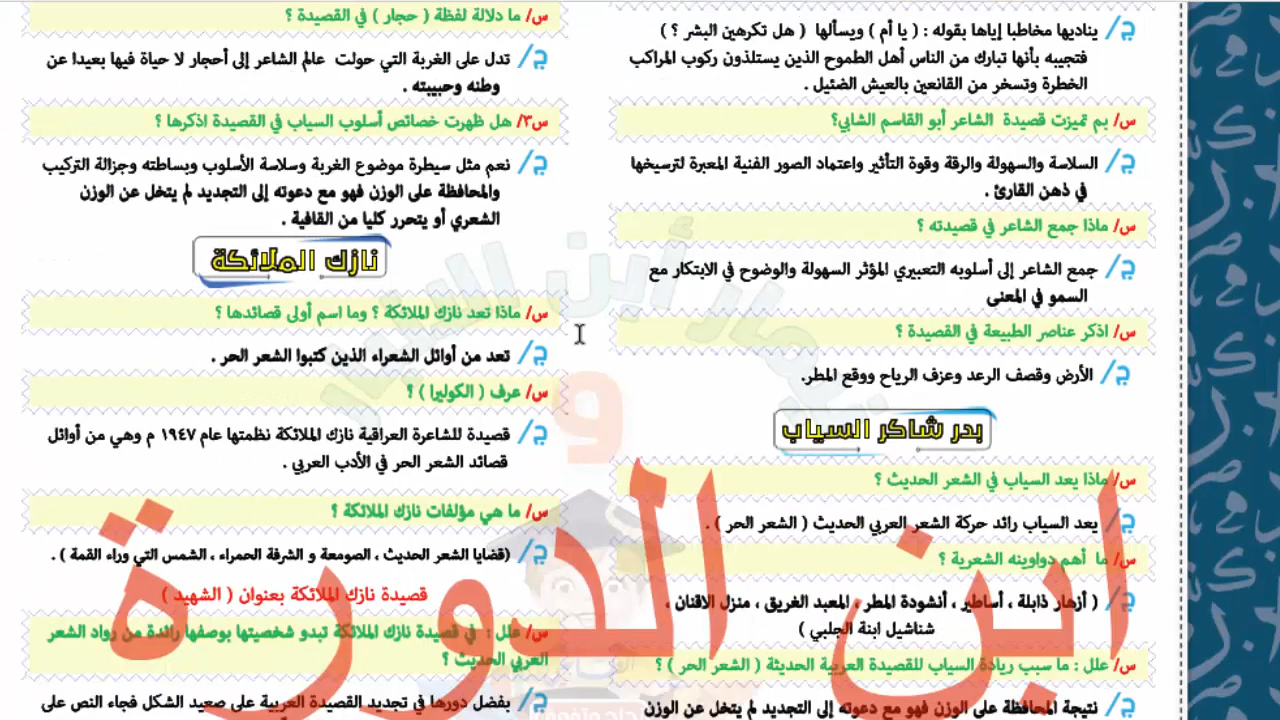 ج/ يناديها مخاطبا إياها بقوله : ( يا أم ) ويسألها ( هل تكرهين البشر ؟ )
فتجيبه بأنها تبارك من الناس أهل الطموح الذين يستلذون ركوب المراكب
الخطرة وتسخر من القانعين بالعيش الضئيل .
س/ بم تميزت قصيدة الشاعر أبو القاسم الشابي؟
ج/ السلاسة والسهولة والرقة وقوة التأثير واعتماد الصور الفنية المعبرة لترسيخها
في ذهن القارئ .
س/ ماذا جمع الشاعر في قصيدته ؟
ج/ جمع الشاعر إلى أسلوبه التعبيري المؤثر السهولة والوضوح في الابتكار مع
السمو في المعنى
س/ اذكر عناصر الطبيعة في القصيدة ؟
ج/ الأرض وقصف الرعد وعزف الرياح ووقع المطر.
بدر شاكر السياب
س/ ماذا يعد السياب في الشعر الحديث ؟
ج/ يعد السياب رائد حركة الشعر العربي الحديث ( الشعر الحر ) .
س/ ما أهم دواوينه الشعرية ؟
ج/ ( أزهار ذابلة ، أساطير ، أنشودة المطر ، المعبد الغريق ، منزل الاقنان ،
شناشيل ابنة الجلبي )
س/ علل : ما سبب ريادة السياب للقصيدة العربية الحديثة ( الشعر الحر ) ؟
ج/ نتيجة المحافظة على الوزن فهو مع دعوته إلى التجديد لم يتخل عن الوزن
س/ ما دلالة لفظة ( حجار ) في القصيدة ؟
ج/ تدل على الغربة التي حولت عالم الشاعر إلى أحجار لا حياة فيها بعيدا عن
وطنه وحبيبته .
س٣/ هل ظهرت خصائص أسلوب السياب في القصيدة اذكرها ؟
ج/ نعم مثل سيطرة موضوع الغربة وسلاسة الأسلوب وبساطته وجزالة التركيب
والمحافظة على الوزن فهو مع دعوته إلى التجديد لم يتخل عن الوزن
الشعري أو يتحرر كليا من القافية .
نازك الملائكة
س/ ماذا تعد نازك الملائكة ؟ وما اسم أولى قصائدها ؟
ج/ تعد من أوائل الشعراء الذين كتبوا الشعر الحر .
س/ عرف ( الكوليرا ) ؟
ج/ قصيدة للشاعرة العراقية نازك الملائكة نظمتها عام ١٩٤٧ م وهي من أوائل
قصائد الشعر الحر في الأدب العربي .
س/ ما هي مؤلفات نازك الملائكة ؟
ج/ (قضايا الشعر الحديث ، الصومعة و الشرفة الحمراء ، الشمس التي وراء القمة ) .
قصيدة نازك الملائكة بعنوان ( الشهيد )
س/ علل : في قصيدة نازك الملائكة تبدو شخصيتها بوصفها رائدة من رواد الشعر
العربي الحديث ؟
ج/ بفضل دورها في تجديد القصيدة العربية على صعيد الشكل فجاء النص على
و
ابن الدورة